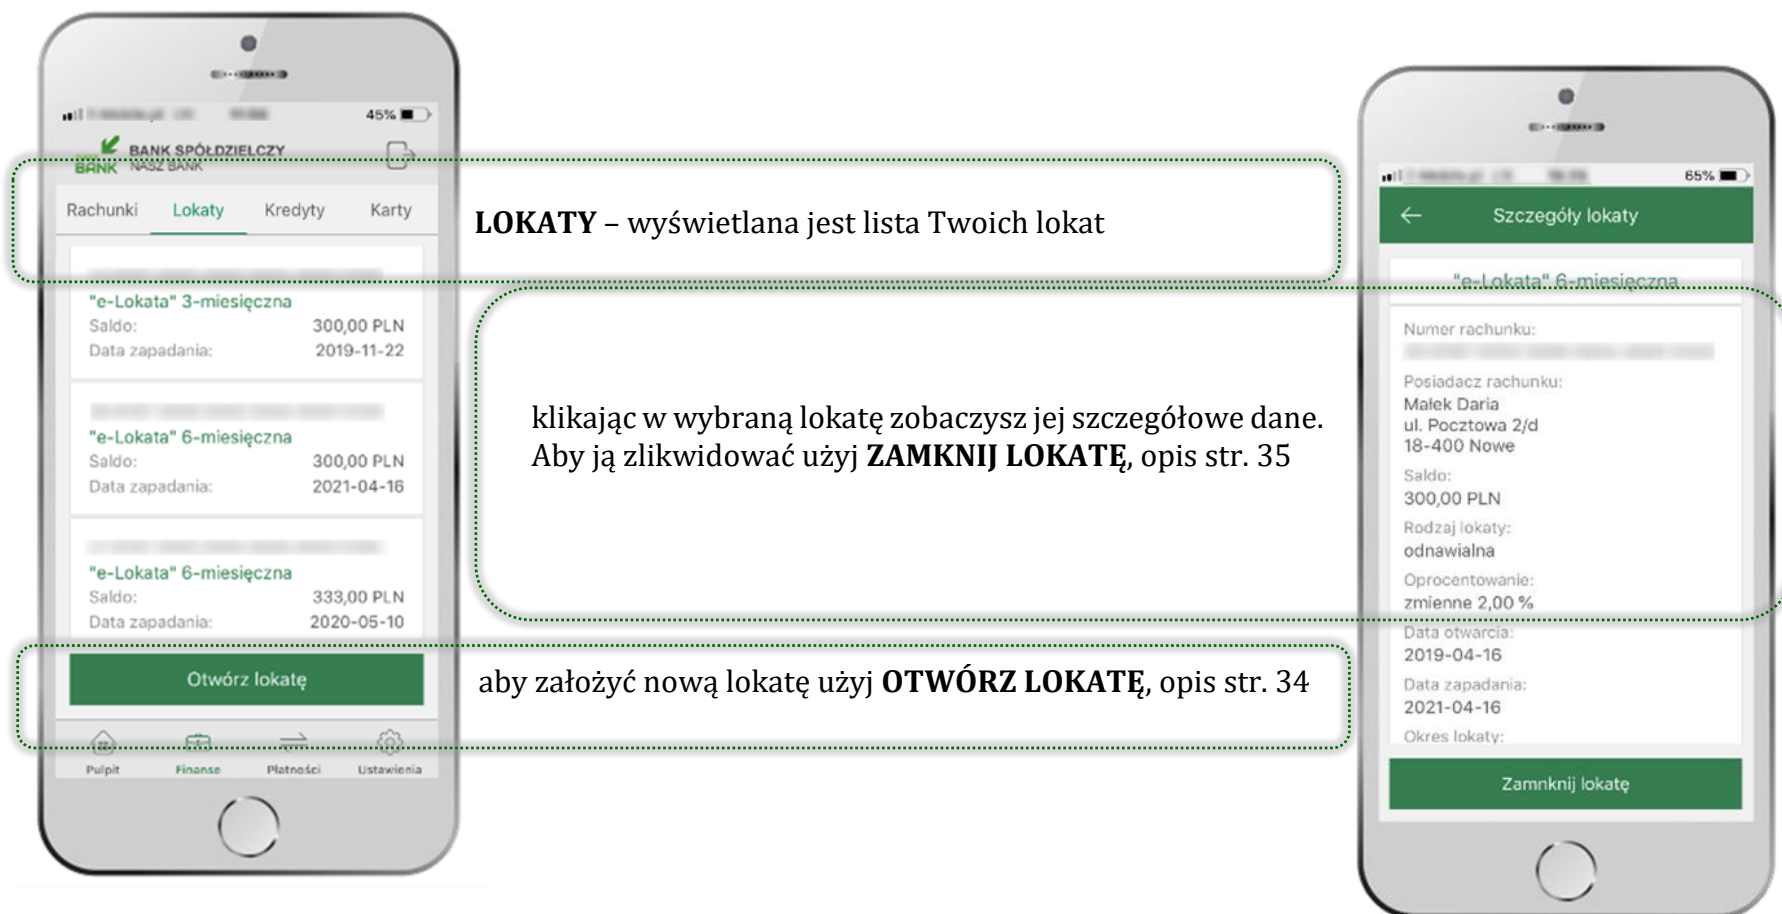 45%
BANK SPÓŁDZIELCZY
BANK NASZ BANK
Rachunki Lokaty Kredyty Karty
"e-Lokata" 3-miesięczna
Saldo: 300,00 PLN
Data zapadania: 2019-11-22
"e-Lokata" 6-miesięczna
Saldo: 300,00 PLN
Data zapadania: 2021-04-16
"e-Lokata" 6-miesięczna
Saldo: 333,00 PLN
Data zapadania: 2020-05-10
Otwórz lokatę
Pulpit Finanse Płatności Ustawienia
LOKATY – wyświetlana jest lista Twoich lokat
klikając w wybraną lokatę zobaczysz jej szczegółowe dane.
Aby ją zlikwidować użyj ZAMKNIJ LOKATĘ, opis str. 35
aby założyć nową lokatę użyj OTWÓRZ LOKATĘ, opis str. 34
65%
Szczegóły lokaty
"e-Lokata" 6-miesięczna
Numer rachunku:
Posiadacz rachunku:
Małek Daria
ul. Pocztowa 2/d
18-400 Nowe
Saldo:
300,00 PLN
Rodzaj lokaty:
odnawialna
Oprocentowanie:
zmienne 2,00 %
Data otwarcia:
2019-04-16
Data zapadania:
2021-04-16
Okres lokaty:
Zamnknij lokatę